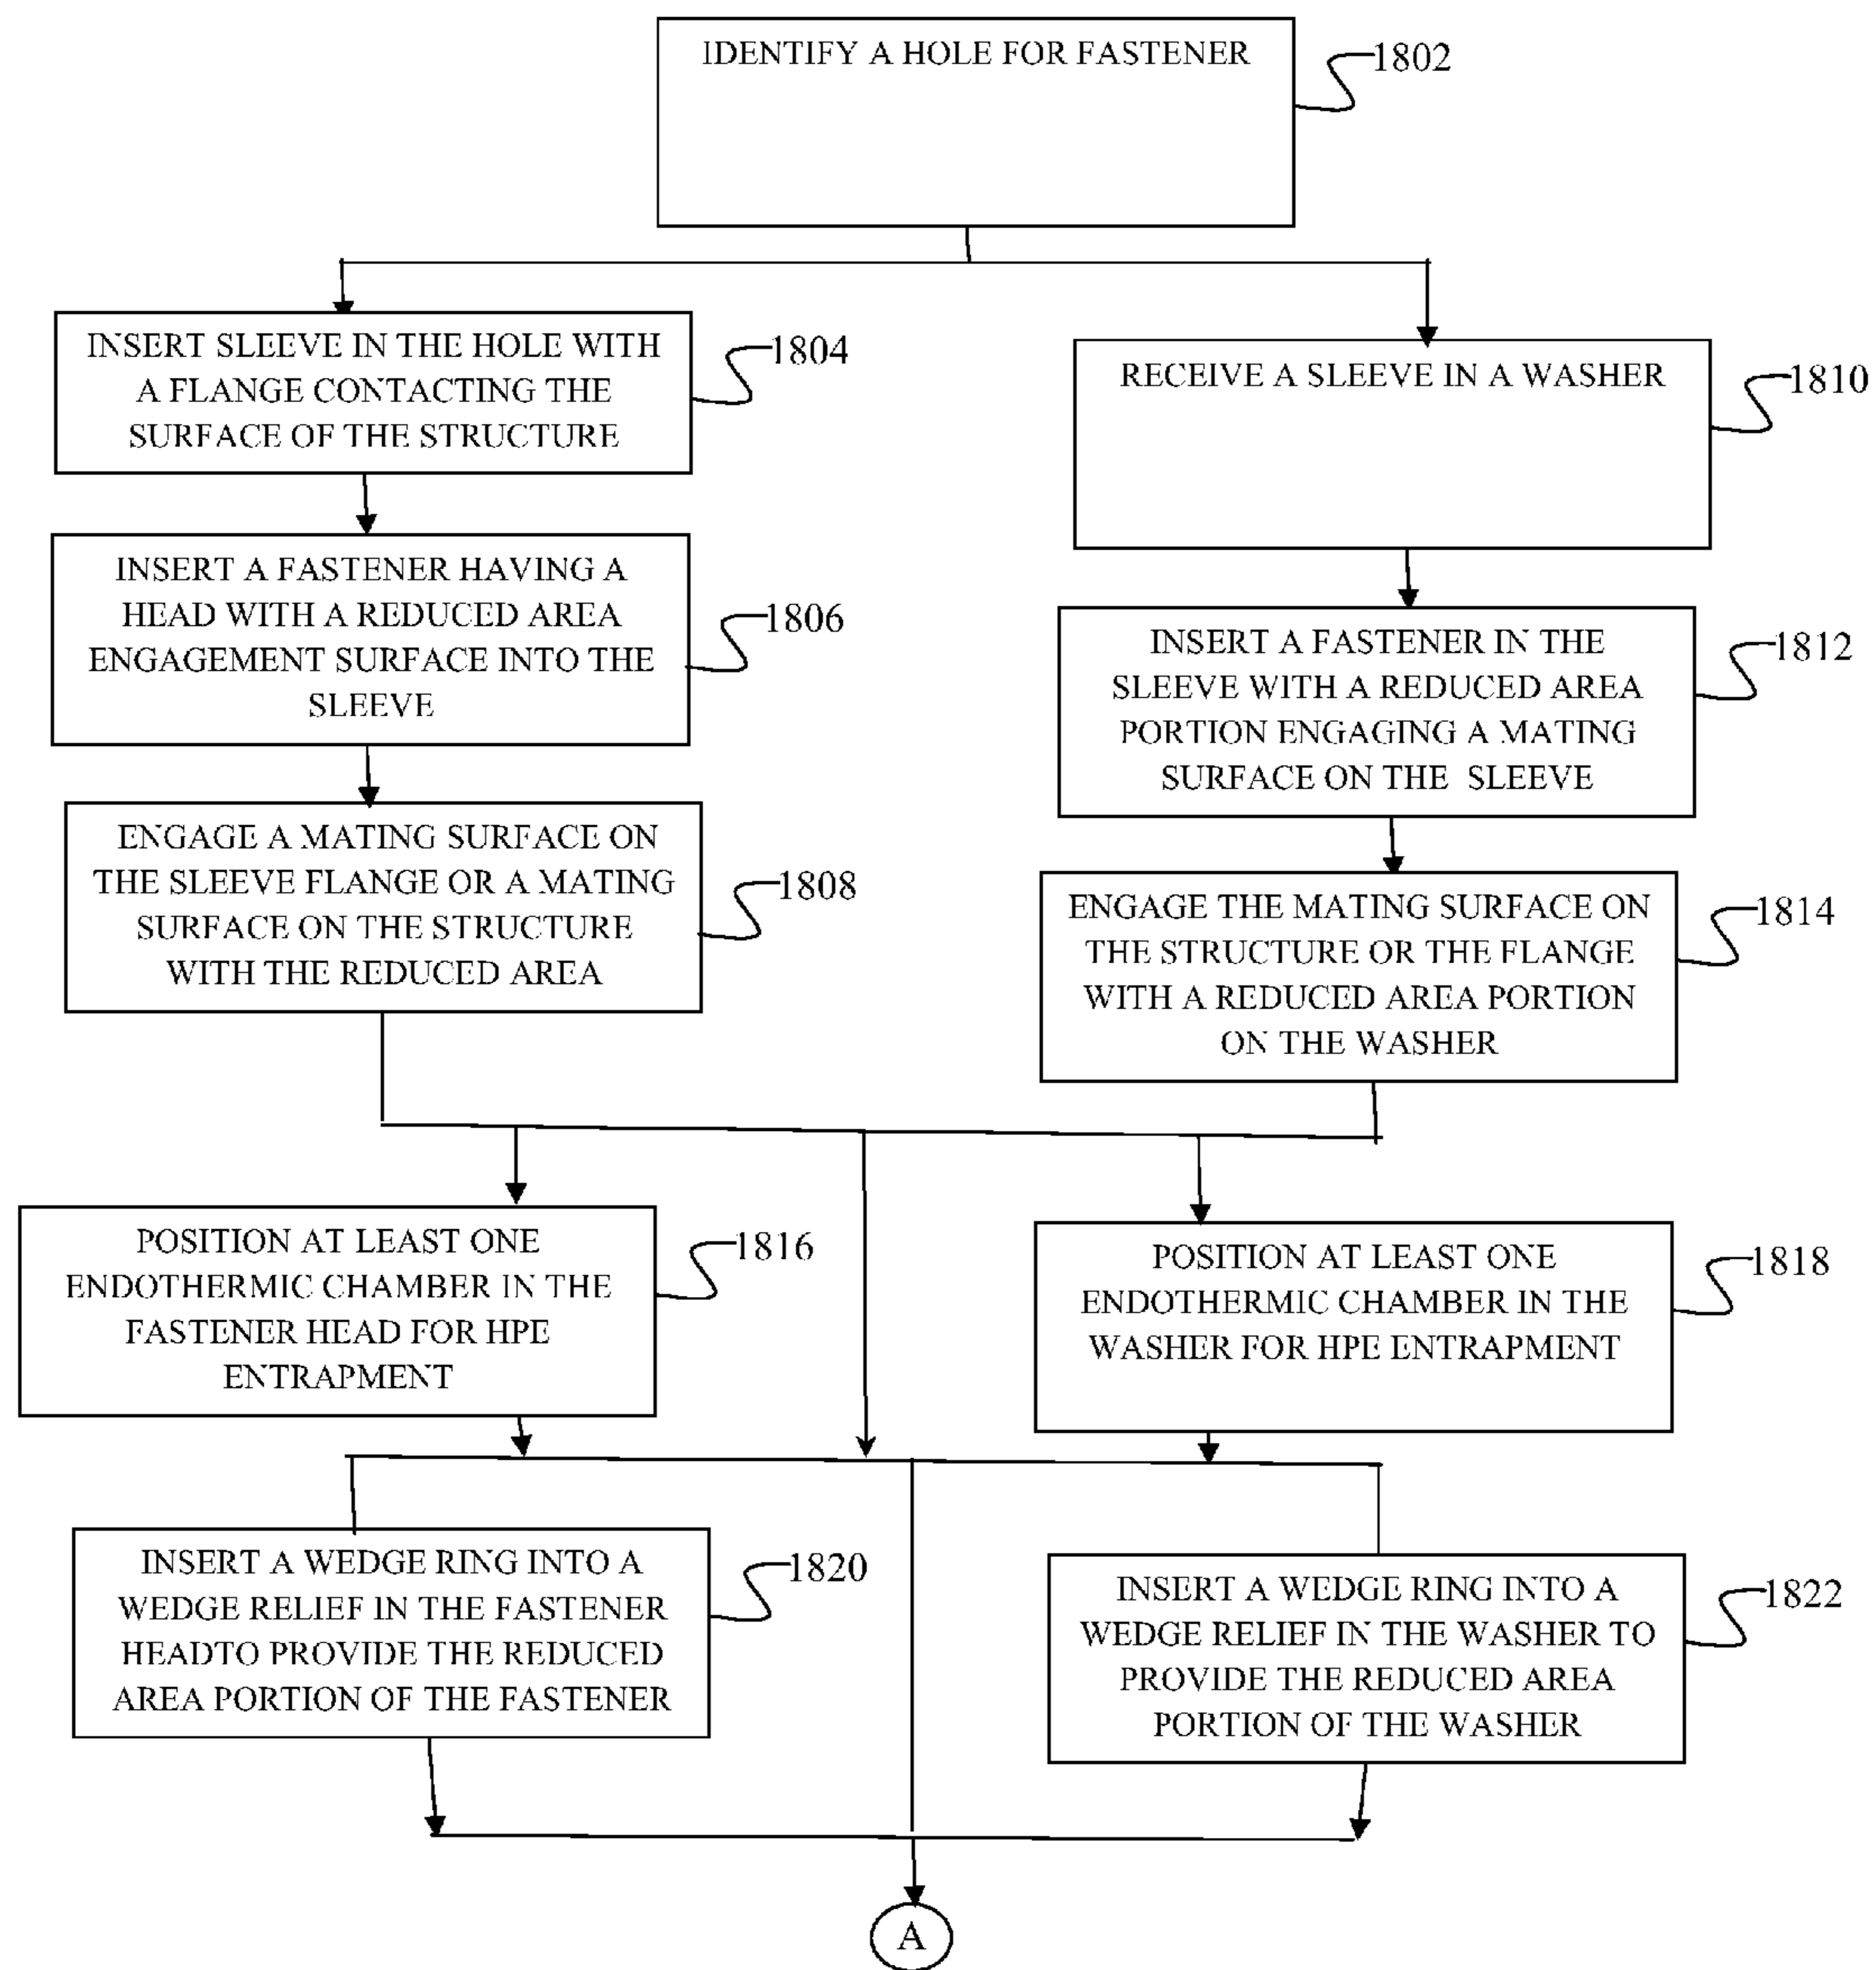 IDENTIFY A HOLE FOR FASTENER
1802
INSERT SLEEVE IN THE HOLE WITH
A FLANGE CONTACTING THE
SURFACE OF THE STRUCTURE
1804
RECEIVE A SLEEVE IN A WASHER
1810
INSERT A FASTENER HAVING A
HEAD WITH A REDUCED AREA
ENGAGEMENT SURFACE INTO THE
SLEEVE
1806
INSERT A FASTENER IN THE
SLEEVE WITH A REDUCED AREA
PORTION ENGAGING A MATING
SURFACE ON THE SLEEVE
1812
ENGAGE A MATING SURFACE ON
THE SLEEVE FLANGE OR A MATING
SURFACE ON THE STRUCTURE
WITH THE REDUCED AREA
1808
ENGAGE THE MATING SURFACE ON
THE STRUCTURE OR THE FLANGE
WITH A REDUCED AREA PORTION
ON THE WASHER
1814
POSITION AT LEAST ONE
ENDOTHERMIC CHAMBER IN THE
FASTENER HEAD FOR HPE
ENTRAPMENT
1816
POSITION AT LEAST ONE
ENDOTHERMIC CHAMBER IN THE
WASHER FOR HPE ENTRAPMENT
1818
INSERT A WEDGE RING INTO A
WEDGE RELIEF IN THE FASTENER
HEADTO PROVIDE THE REDUCED
AREA PORTION OF THE FASTENER
1820
INSERT A WEDGE RING INTO A
WEDGE RELIEF IN THE WASHER TO
PROVIDE THE REDUCED AREA
PORTION OF THE WASHER
1822
A